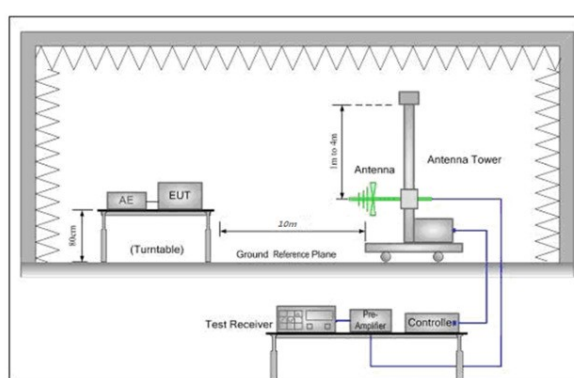 1m to 4m
Antenna
Antenna Tower
AE
EUT
80cm
(Turntable)
10m
Ground Reference Plane
Test Receiver
Pre-
Amplifier
Controller